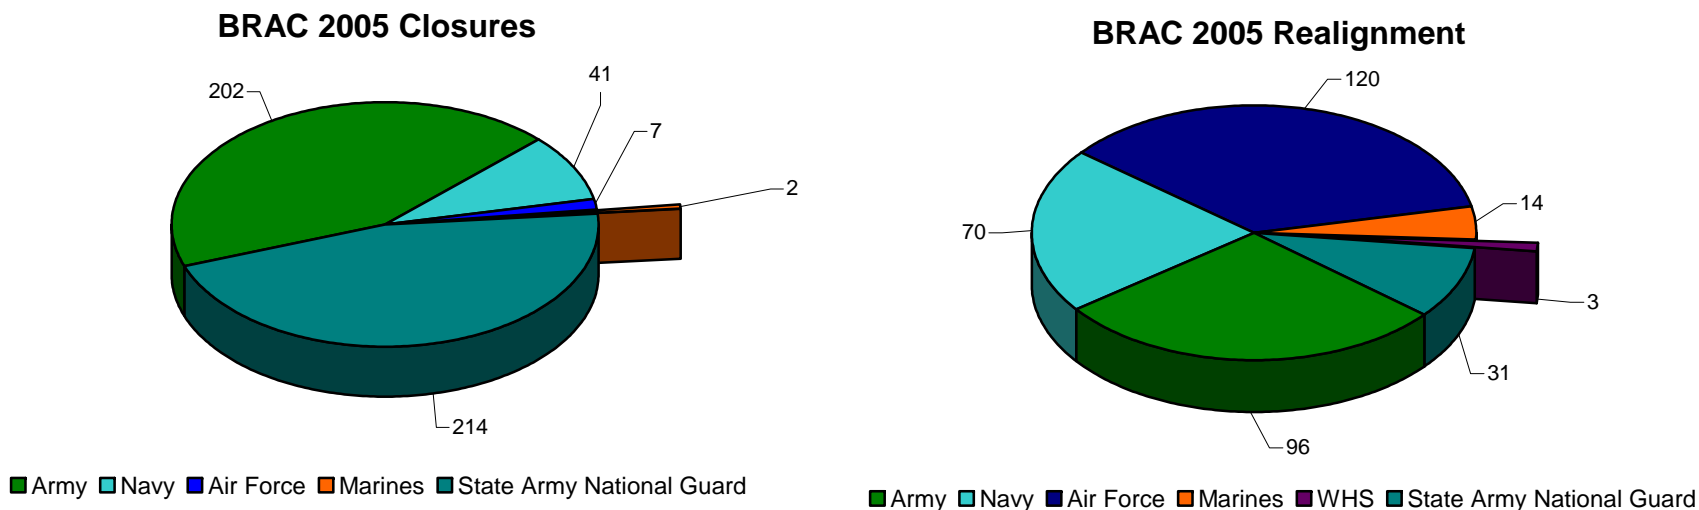 BRAC 2005 Closures
202
41
7
2
214
Army Navy Air Force Marines State Army National Guard
BRAC 2005 Realignment
120
14
70
3
31
96
Army Navy Air Force Marines WHS State Army National Guard